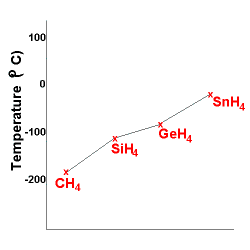 Temperature (ºC)
100
0
-100
-200
CH₄
SiH₄
GeH₄
SnH₄